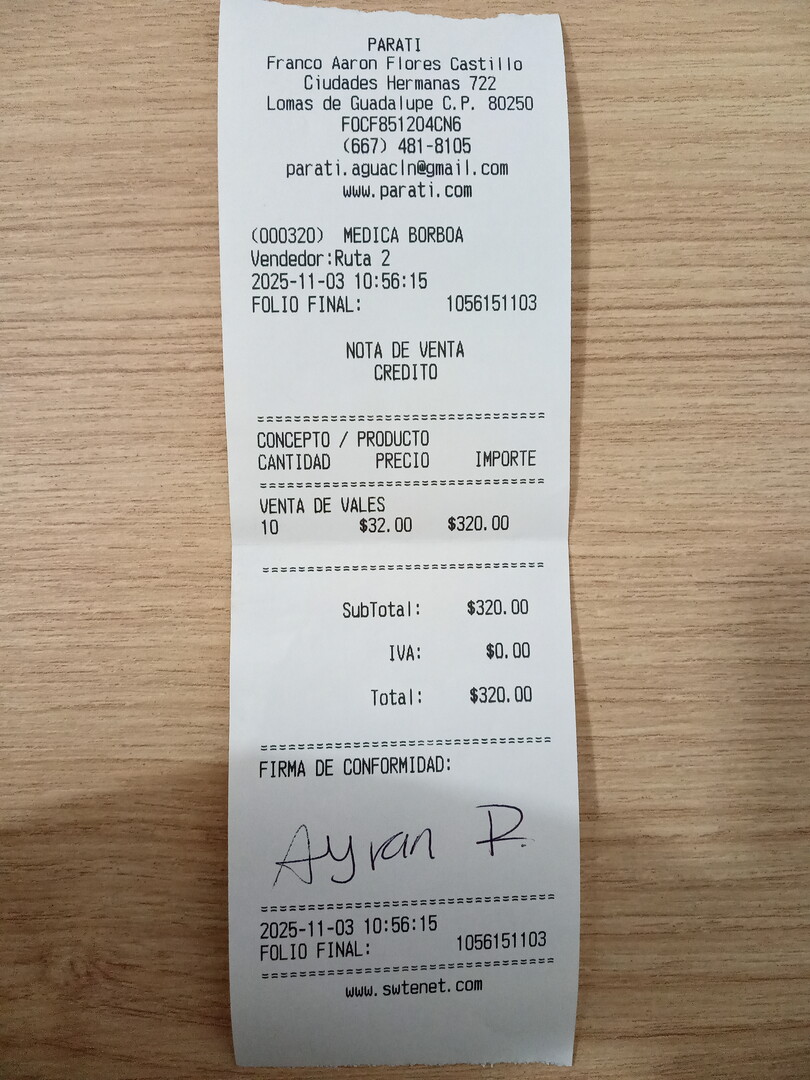 PARATI
Franco Aaron Flores Castillo
Ciudades Hermanas 722
Lomas de Guadalupe C.P. 80250
FOCF851204CN6
(667) 481-8105
parati.aguacln@gmail.com
www.parati.com
(000320) MEDICA BORBOA
Vendedor:Ruta 2
2025-11-03 10:56:15
FOLIO FINAL: 1056151103
NOTA DE VENTA
CREDITO
==============================
CONCEPTO / PRODUCTO
CANTIDAD PRECIO IMPORTE
==============================
VENTA DE VALES
10 $32.00 $320.00
==============================
SubTotal: $320.00
IVA: $0.00
Total: $320.00
==============================
FIRMA DE CONFORMIDAD:
Ayran P.
==============================
2025-11-03 10:56:15
FOLIO FINAL: 1056151103
==============================
www.swtenet.com